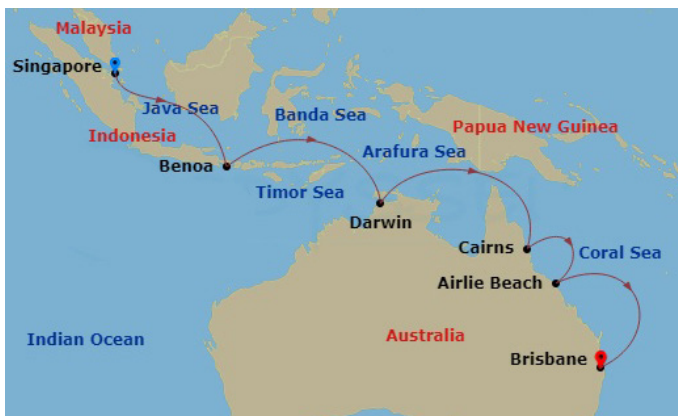 Malaysia
Singapore
Java Sea
Banda Sea
Indonesia
Papua New Guinea
Arafura Sea
Benoa
Timor Sea
Darwin
Cairns
Coral Sea
Airlie Beach
Indian Ocean
Australia
Brisbane